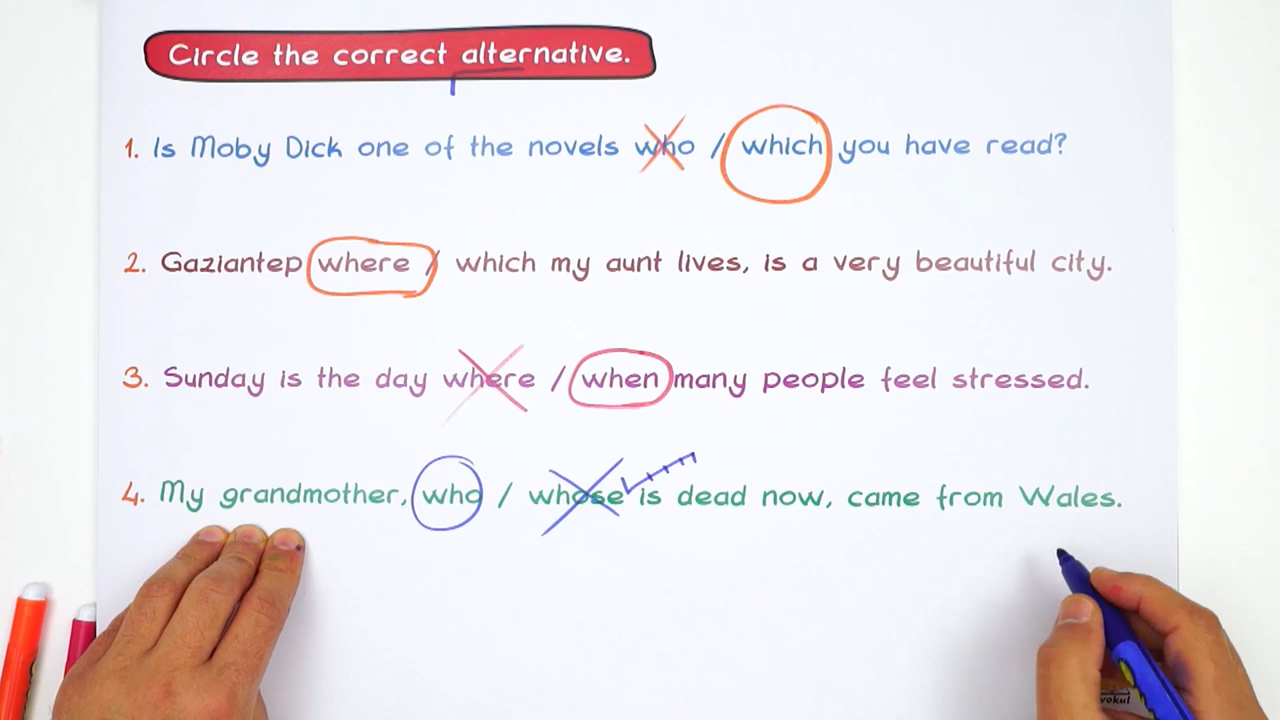 Circle the correct alternative.
1. Is Moby Dick one of the novels who / which you have read?
2. Gaziantep where / which my aunt lives, is a very beautiful city.
3. Sunday is the day where / when many people feel stressed.
4. My grandmother, who / whose is dead now, came from Wales.
vokul